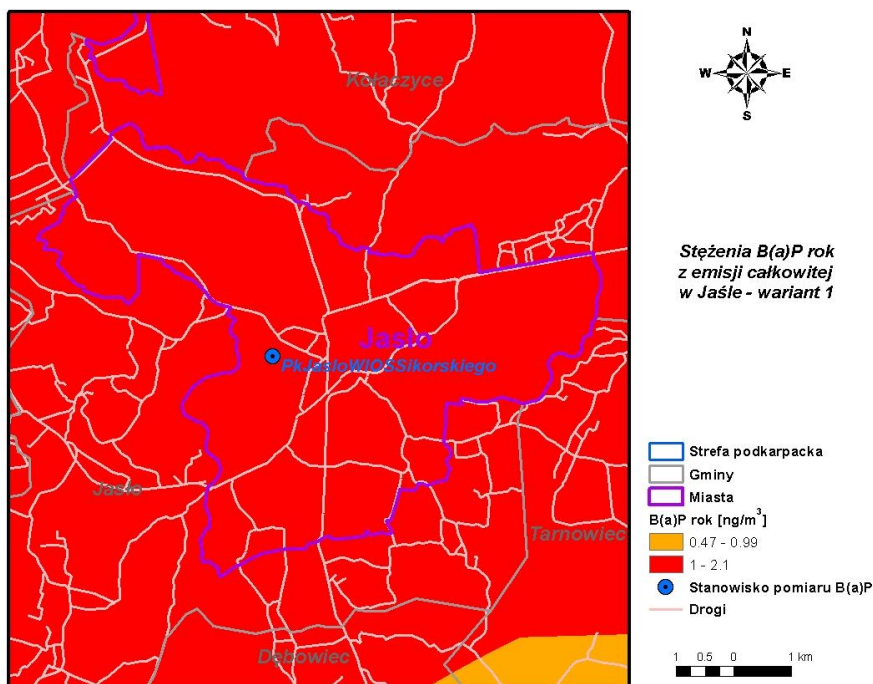 Kołaczyce
Jasło
PkJasloWIOSSikorskiego
Jasło
Tarnowiec
Dębowiec
N
W E
S
Stężenia B(a)P rok
z emisji całkowitej
w Jaśle - wariant 1
Strefa podkarpacka
Gminy
Miasta
B(a)P rok [ng/m³]
0.47 - 0.99
1 - 2.1
Stanowisko pomiaru B(a)P
Drogi
1 0.5 0 1 km